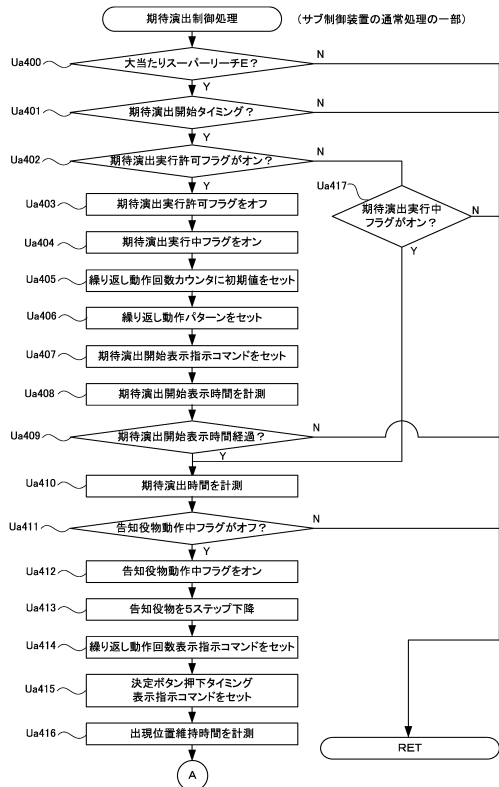 期待演出制御処理
（サブ制御装置の通常処理の一部）
Ua400
大当たりスーパーリーチE？
N
Y
Ua401
期待演出開始タイミング？
N
Y
Ua402
期待演出実行許可フラグがオン？
N
Y
Ua417
期待演出実行中
フラグがオン？
N
Y
Ua403
期待演出実行許可フラグをオフ
Ua404
期待演出実行中フラグをオン
Ua405
繰り返し動作回数カウンタに初期値をセット
Ua406
繰り返し動作パターンをセット
Ua407
期待演出開始表示指示コマンドをセット
Ua408
期待演出開始表示時間を計測
Ua409
期待演出開始表示時間経過？
N
Y
Ua410
期待演出時間を計測
Ua411
告知役物動作中フラグがオフ？
N
Y
Ua412
告知役物動作中フラグをオン
Ua413
告知役物を5ステップ下降
Ua414
繰り返し動作回数表示指示コマンドをセット
Ua415
決定ボタン押下タイミング
表示指示コマンドをセット
Ua416
出現位置維持時間を計測
RET
A